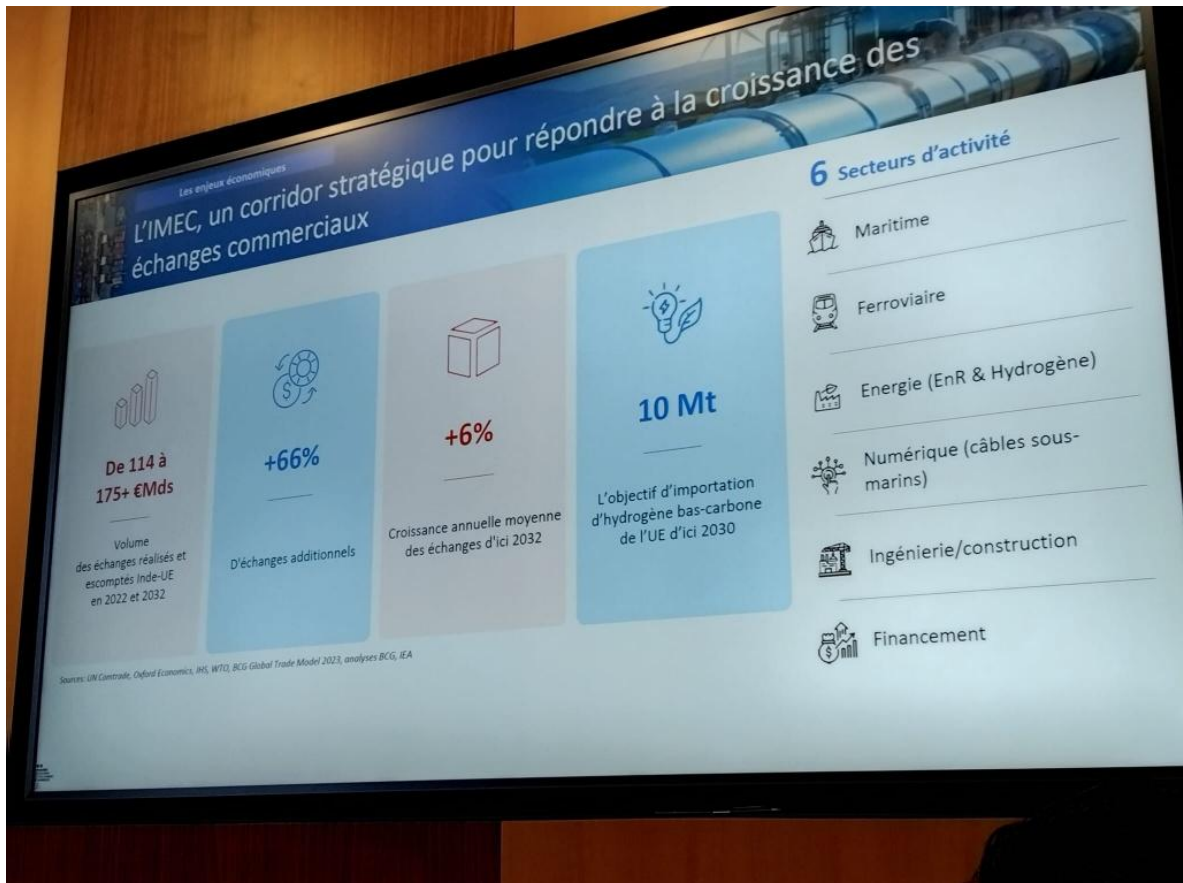 Les enjeux économiques
L'IMEC, un corridor stratégique pour répondre à la croissance des
échanges commerciaux
De 114 à
175+ €Mds
Volume
des échanges réalisés et
escomptés Inde-UE
en 2022 et 2032
+66%
D'échanges additionnels
+6%
Croissance annuelle moyenne
des échanges d'ici 2032
10 Mt
L'objectif d'importation
d'hydrogène bas-carbone
de l'UE d'ici 2030
6 Secteurs d'activité
Maritime
Ferroviaire
Energie (EnR & Hydrogène)
Numérique (câbles sous-
marins)
Ingénierie/construction
Financement
Sources: UN Comtrade, Oxford Economics, IHS, WTO, BCG Global Trade Model 2023, analyses BCG, IEA